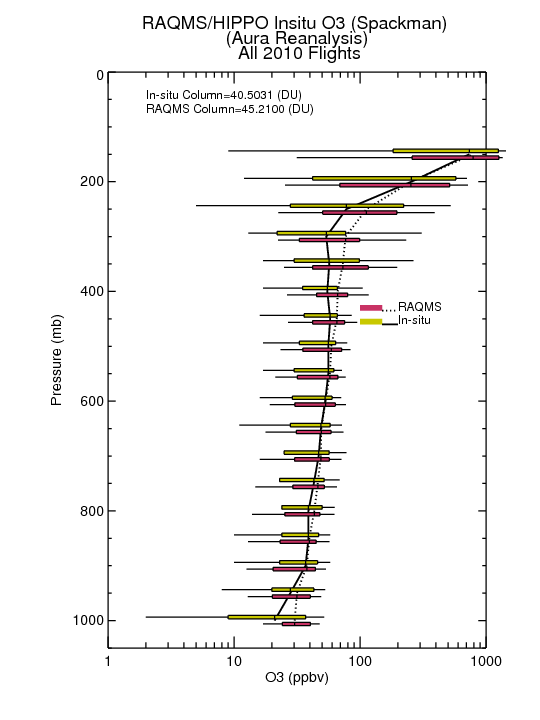 RAQMS/HIPPO Insitu O3 (Spackman)
(Aura Reanalysis)
All 2010 Flights
In-situ Column=40.5031 (DU)
RAQMS Column=45.2100 (DU)
0
200
400
600
800
1000
Pressure (mb)
RAQMS
In-situ
1 10 100 1000
O3 (ppbv)